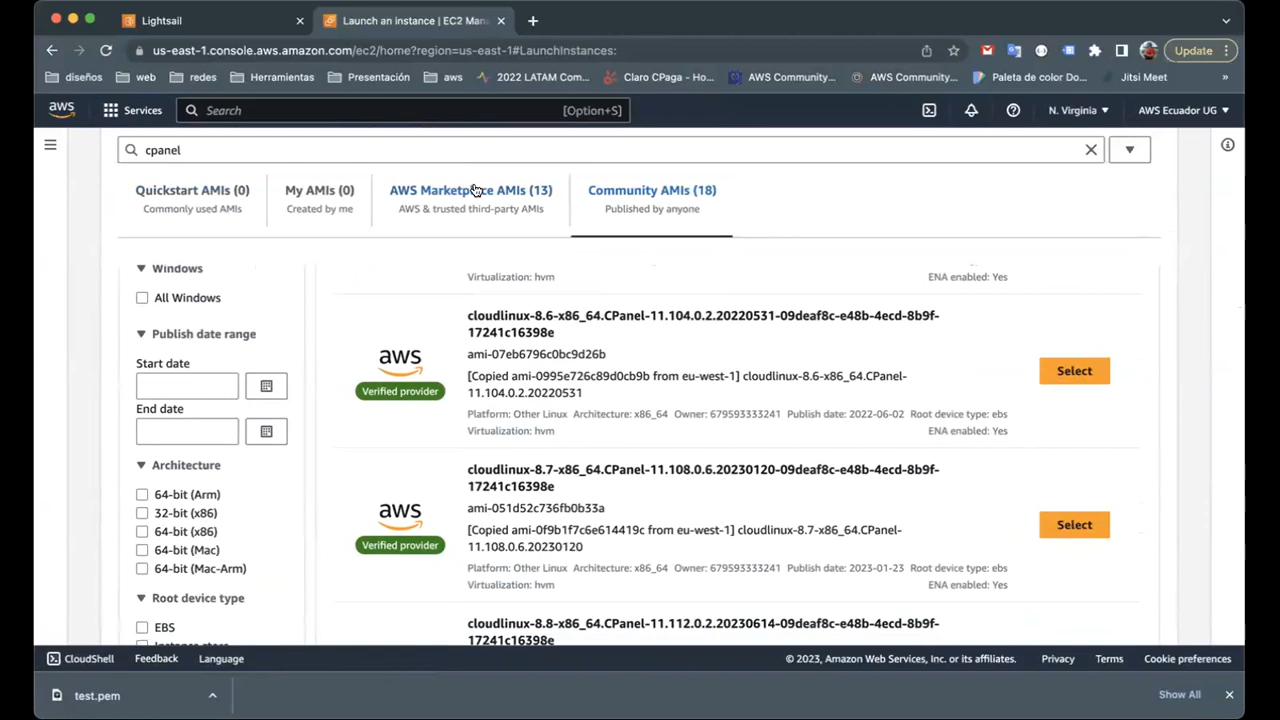 Lightsail
Launch an instance | EC2 Man
us-east-1.console.aws.amazon.com/ec2/home?region=us-east-1#LaunchInstances:
Update
diseños
web
redes
Herramientas
Presentación
aws
2022 LATAM Com...
Claro CPaga - Ho...
AWS Community...
AWS Community...
Paleta de color Do...
Jitsi Meet
»
aws
Services
Search
[Option+S]
N. Virginia
AWS Ecuador UG
cpanel
Quickstart AMIs (0)
Commonly used AMIs
My AMIs (0)
Created by me
AWS Marketplace AMIs (13)
AWS & trusted third-party AMIs
Community AMIs (18)
Published by anyone
Windows
All Windows
Publish date range
Start date
End date
Architecture
64-bit (Arm)
32-bit (x86)
64-bit (x86)
64-bit (Mac)
64-bit (Mac-Arm)
Root device type
EBS
Instance store
Virtualization: hvm
ENA enabled: Yes
cloudlinux-8.6-x86_64.CPanel-11.104.0.2.20220531-09deaf8c-e48b-4ecd-8b9f-
17241c16398e
aws
Verified provider
ami-07eb6796c0bc9d26b
[Copied ami-0995e726c89d0cb9b from eu-west-1] cloudlinux-8.6-x86_64.CPanel-
11.104.0.2.20220531
Platform: Other Linux Architecture: x86_64 Owner: 679593333241 Publish date: 2022-06-02 Root device type: ebs
Virtualization: hvm
ENA enabled: Yes
Select
cloudlinux-8.7-x86_64.CPanel-11.108.0.6.20230120-09deaf8c-e48b-4ecd-8b9f-
17241c16398e
aws
Verified provider
ami-051d52c736fb0b33a
[Copied ami-0f9b1f7c6e614419c from eu-west-1] cloudlinux-8.7-x86_64.CPanel-
11.108.0.6.20230120
Platform: Other Linux Architecture: x86_64 Owner: 679593333241 Publish date: 2023-01-23 Root device type: ebs
Virtualization: hvm
ENA enabled: Yes
Select
cloudlinux-8.8-x86_64.CPanel-11.112.0.2.20230614-09deaf8c-e48b-4ecd-8b9f-
17241c16398e
CloudShell
Feedback
Language
© 2023, Amazon Web Services, Inc. or its affiliates.
Privacy
Terms
Cookie preferences
test.pem
Show All